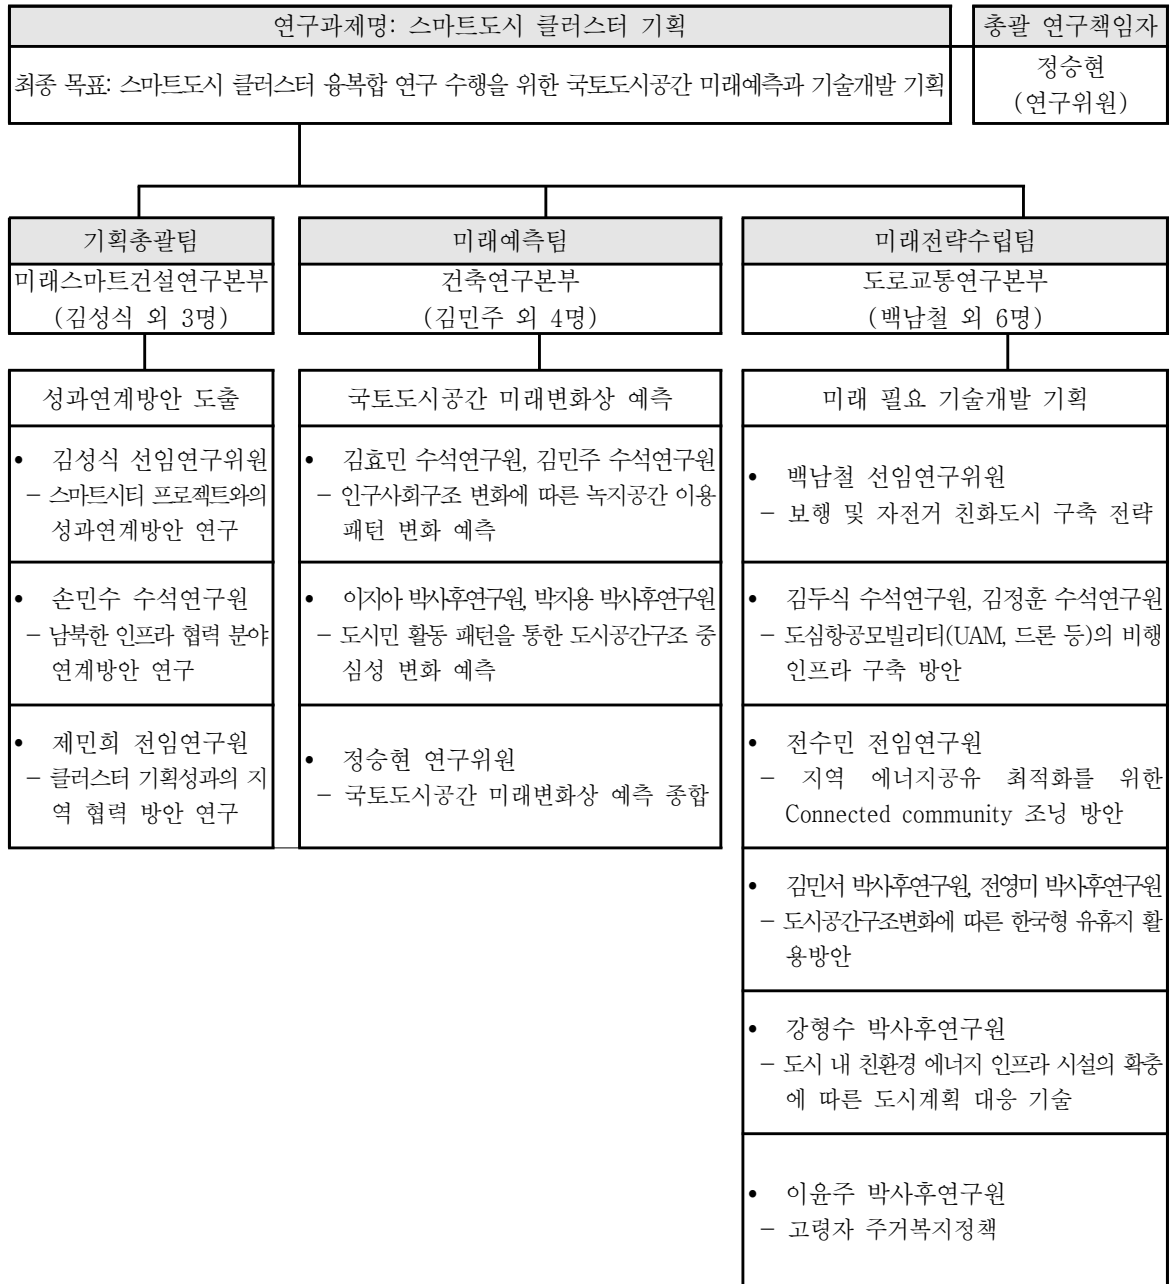 연구과제명: 스마트도시 클러스터 기획
최종 목표: 스마트도시 클러스터 융복합 연구 수행을 위한 국토도시공간 미래예측과 기술개발 기획
총괄 연구책임자
정승현
(연구위원)
기획총괄팀
미래스마트건설연구본부
(김성식 외 3명)
미래예측팀
건축연구본부
(김민주 외 4명)
미래전략수립팀
도로교통연구본부
(백남철 외 6명)
성과연계방안 도출
• 김성식 선임연구위원
- 스마트시티 프로젝트와의
성과연계방안 연구
• 손민수 수석연구원
- 남북한 인프라 협력 분야
연계방안 연구
• 제민희 전임연구원
- 클러스터 기획성과의 지
역 협력 방안 연구
국토도시공간 미래변화상 예측
• 김효민 수석연구원, 김민주 수석연구원
- 인구사회구조 변화에 따른 녹지공간 이용
패턴 변화 예측
• 이지아 박사후연구원, 박지용 박사후연구원
- 도시민 활동 패턴을 통한 도시공간구조 중
심성 변화 예측
• 정승현 연구위원
- 국토도시공간 미래변화상 예측 종합
미래 필요 기술개발 기획
• 백남철 선임연구위원
- 보행 및 자전거 친화도시 구축 전략
• 김두식 수석연구원, 김정훈 수석연구원
- 도심항공모빌리티(UAM, 드론 등)의 비행
인프라 구축 방안
• 전수민 전임연구원
- 지역 에너지공유 최적화를 위한
Connected community 조닝 방안
• 김민서 박사후연구원, 전영미 박사후연구원
- 도시공간구조변화에 따른 한국형 유휴지 활
용방안
• 강형수 박사후연구원
- 도시 내 친환경 에너지 인프라 시설의 확충
에 따른 도시계획 대응 기술
• 이윤주 박사후연구원
- 고령자 주거복지정책